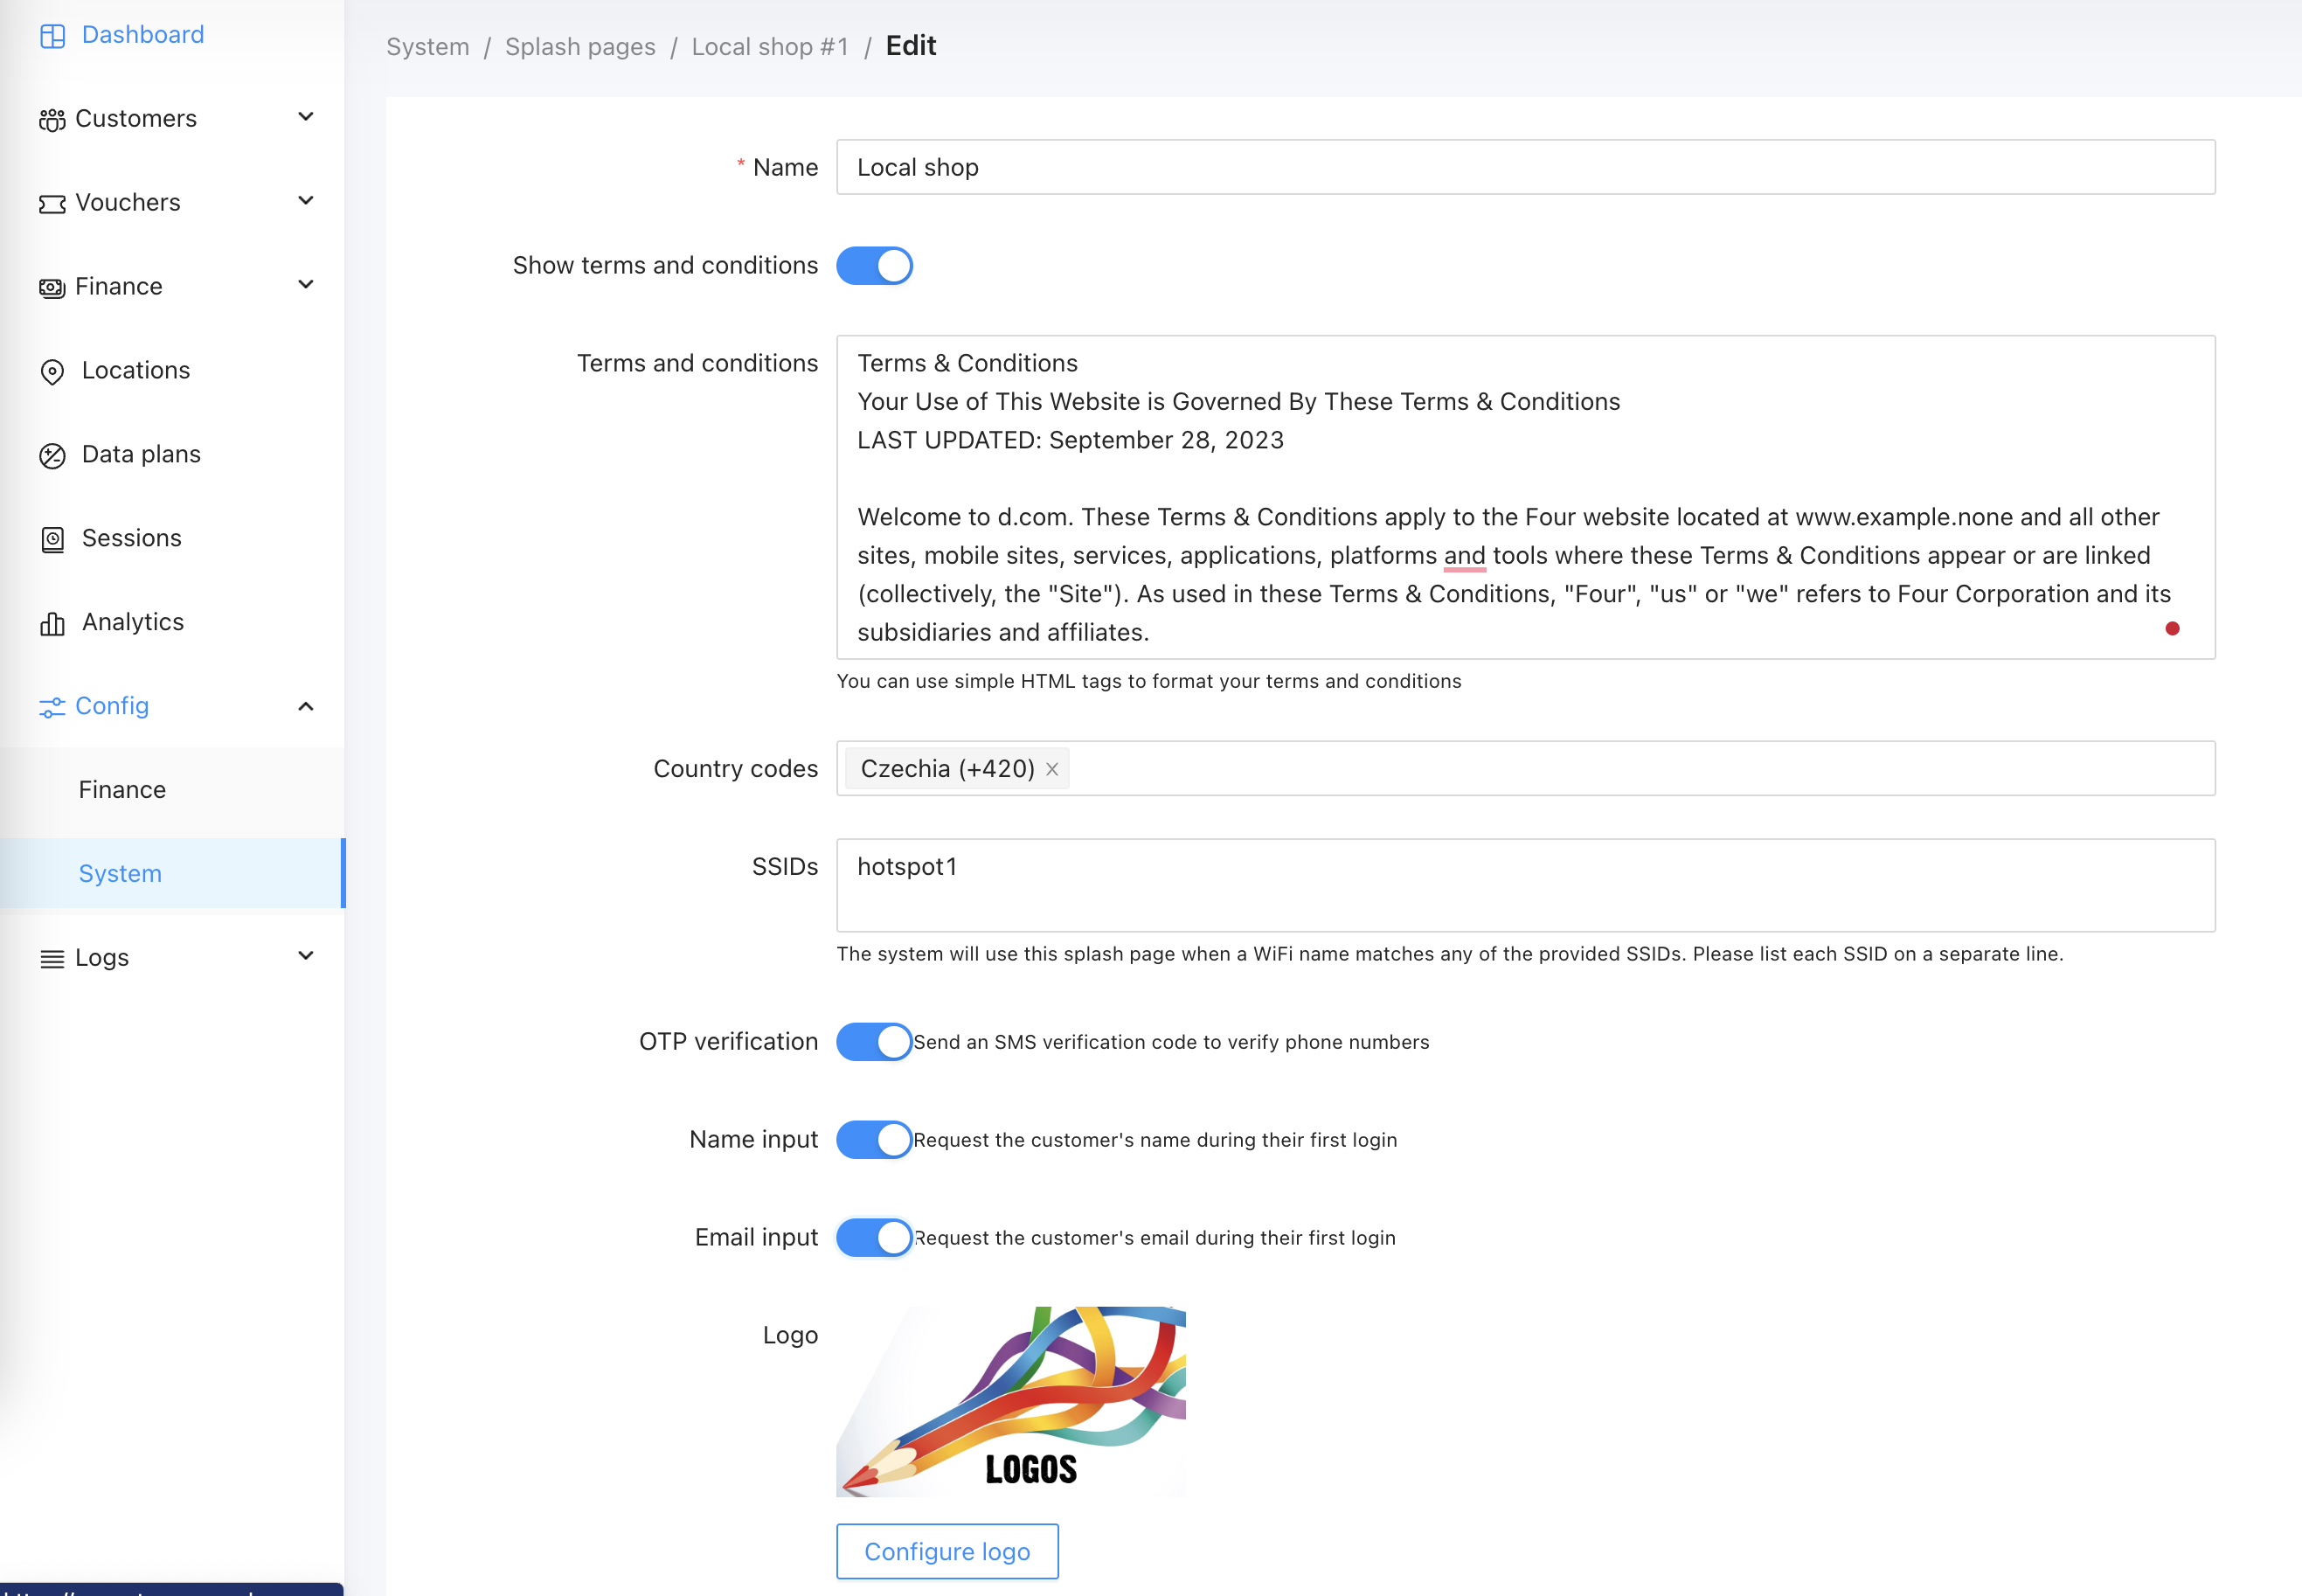 Dashboard
Customers
Vouchers
Finance
Locations
Data plans
Sessions
Analytics
Config
Finance
System
Logs
System / Splash pages / Local shop #1 / Edit
* Name
Local shop
Show terms and conditions
Terms and conditions
Terms & Conditions
Your Use of This Website is Governed By These Terms & Conditions
LAST UPDATED: September 28, 2023
Welcome to d.com. These Terms & Conditions apply to the Four website located at www.example.none and all other
sites, mobile sites, services, applications, platforms and tools where these Terms & Conditions appear or are linked
(collectively, the "Site"). As used in these Terms & Conditions, "Four", "us" or "we" refers to Four Corporation and its
subsidiaries and affiliates.
You can use simple HTML tags to format your terms and conditions
Country codes
Czechia (+420)
SSIDs
hotspot1
The system will use this splash page when a WiFi name matches any of the provided SSIDs. Please list each SSID on a separate line.
OTP verification
Send an SMS verification code to verify phone numbers
Name input
Request the customer's name during their first login
Email input
Request the customer's email during their first login
Logo
LOGOS
Configure logo